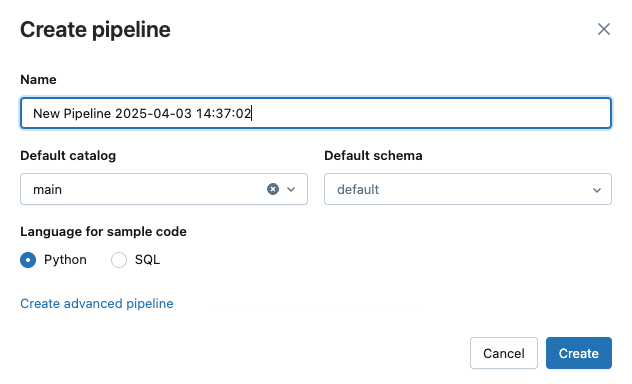 Create pipeline
Name
New Pipeline 2025-04-03 14:37:02
Default catalog
Default schema
main
default
Language for sample code
Python
SQL
Create advanced pipeline
Cancel
Create